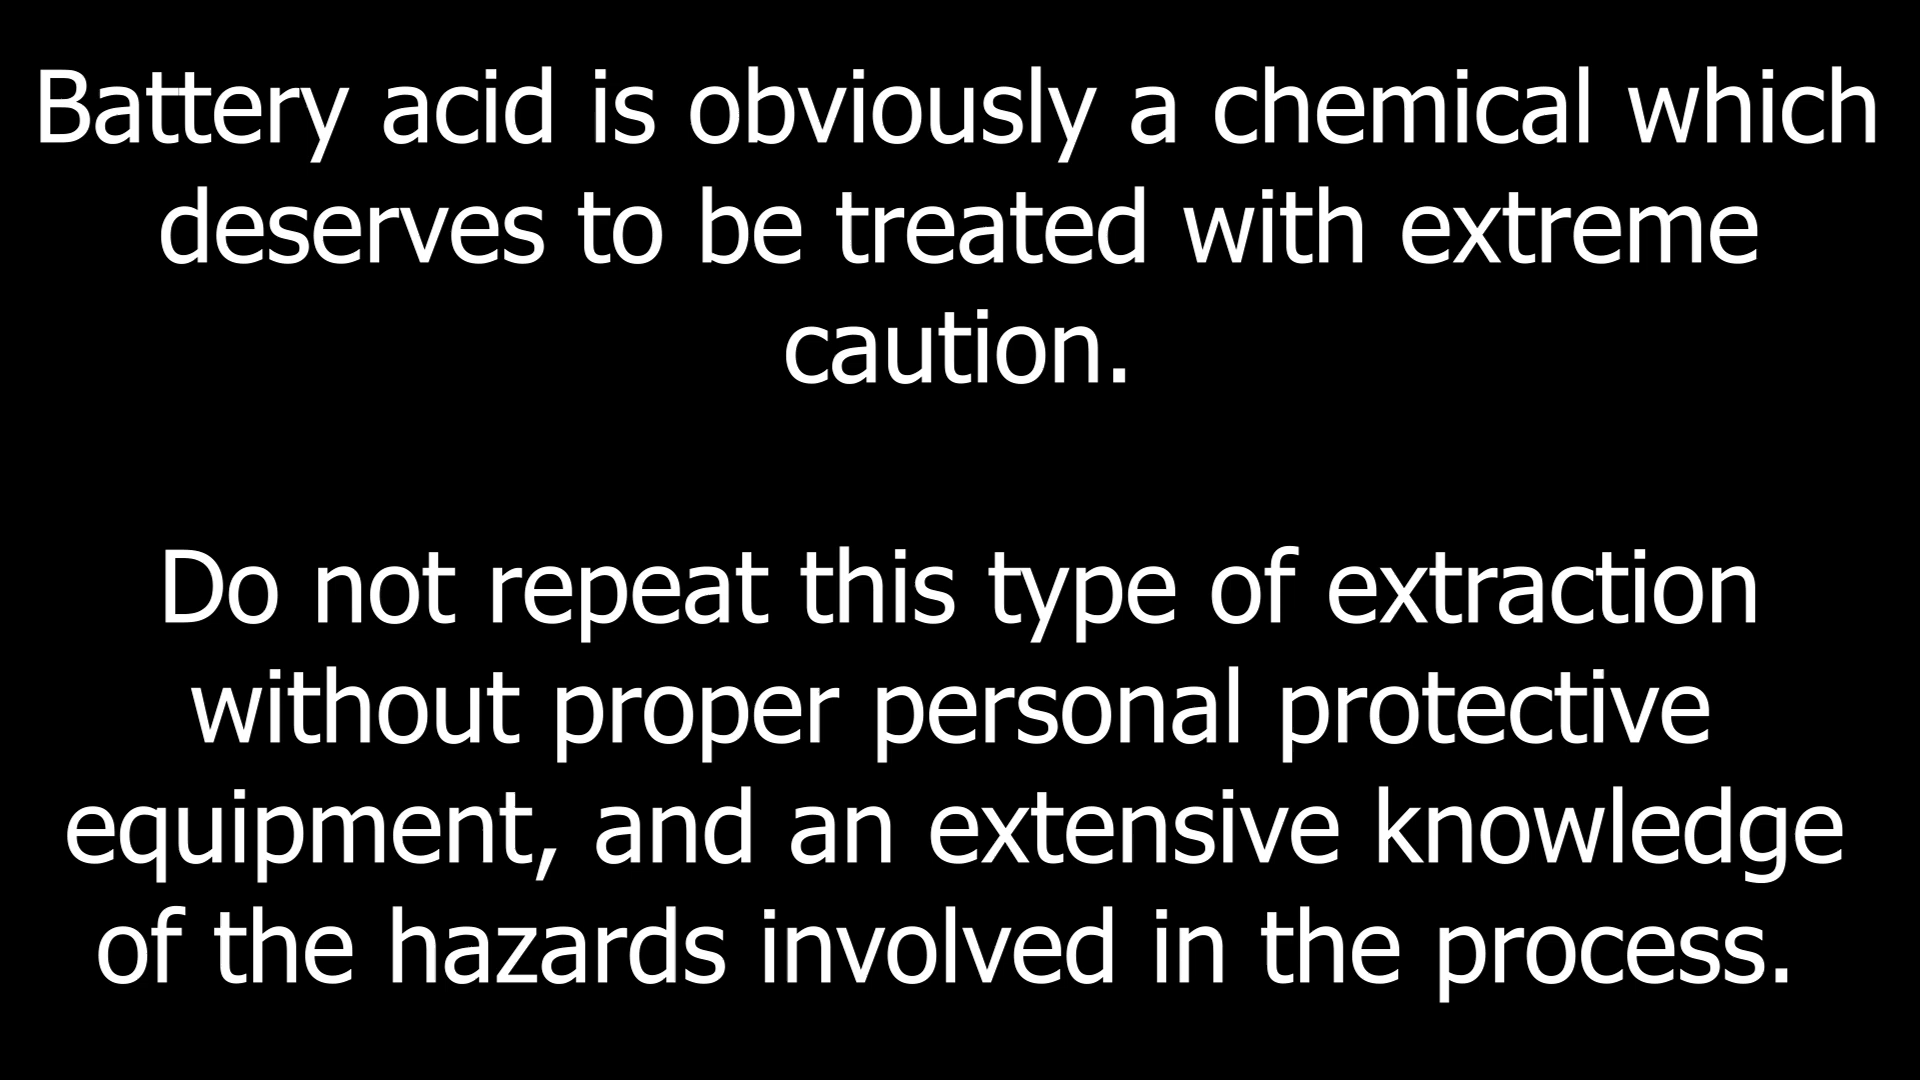 Battery acid is obviously a chemical which
deserves to be treated with extreme
caution.
Do not repeat this type of extraction
without proper personal protective
equipment, and an extensive knowledge
of the hazards involved in the process.